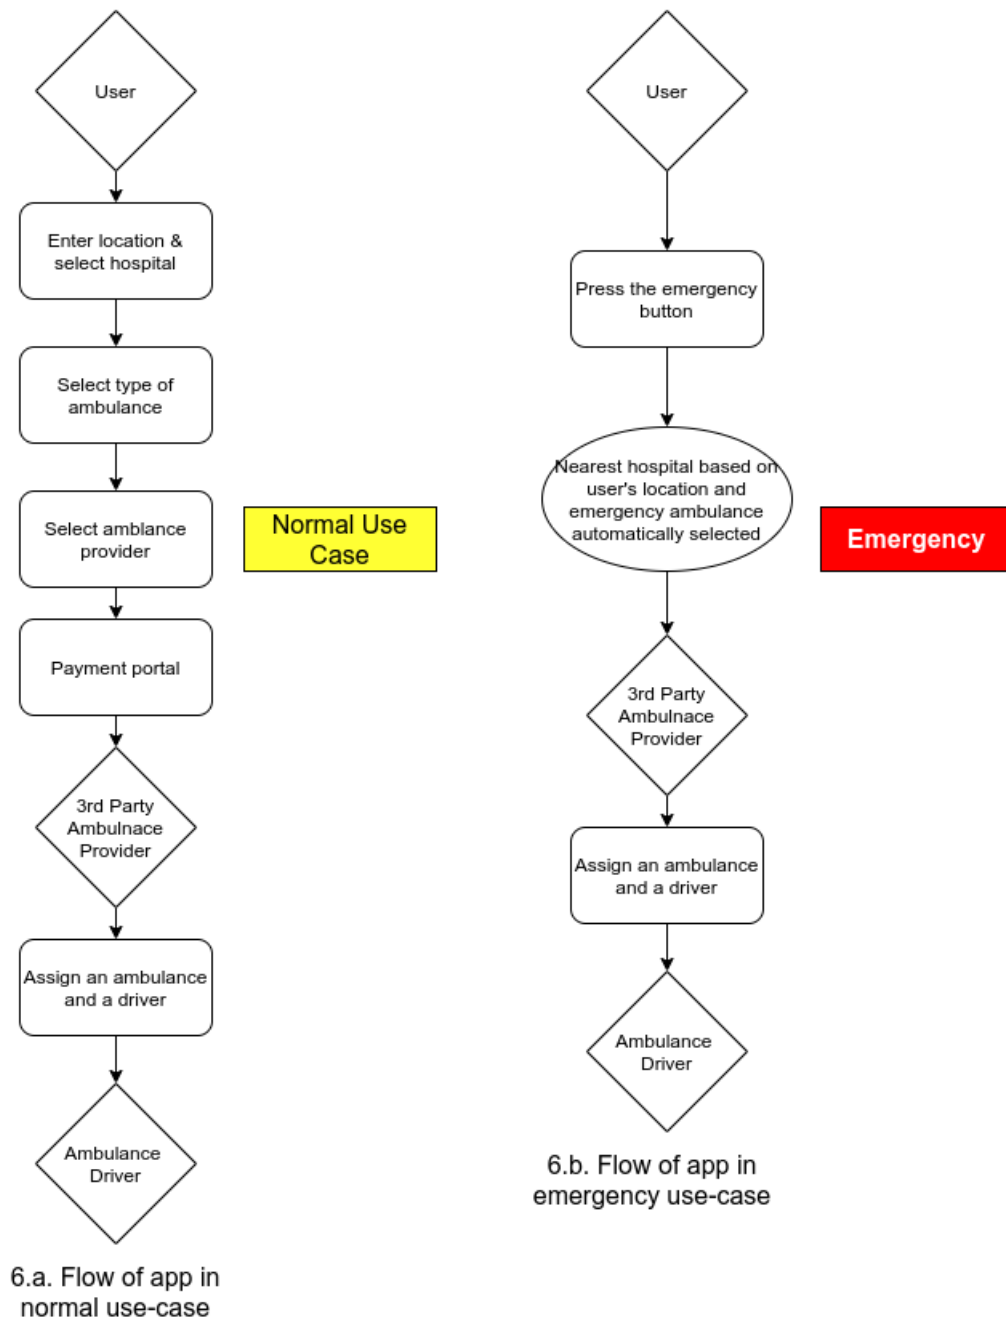 User
Enter location &
select hospital
Select type of
ambulance
Select amblance
provider
Payment portal
3rd Party
Ambulnace
Provider
Assign an ambulance
and a driver
Ambulance
Driver
6.a. Flow of app in
normal use-case
Normal Use
Case
User
Press the emergency
button
Nearest hospital based on
user's location and
emergency ambulance
automatically selected
3rd Party
Ambulnace
Provider
Assign an ambulance
and a driver
Ambulance
Driver
6.b. Flow of app in
emergency use-case
Emergency